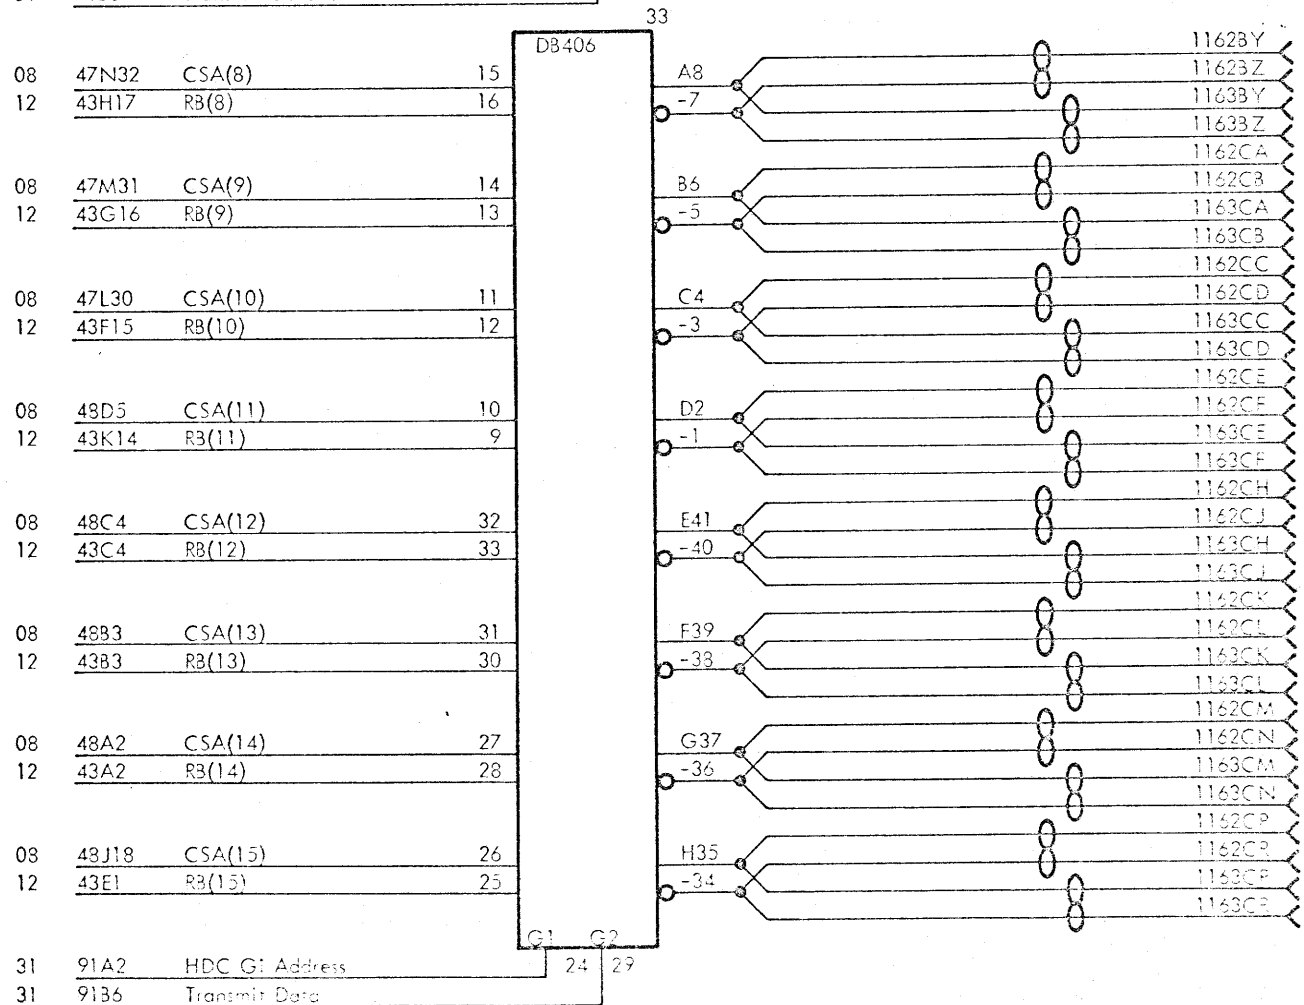 33
DB406
1162BY
08 47N32 CSA(8) 15 A8 1162BZ
12 43H17 RB(8) 16 -7 1163BY
1163BZ
1162CA
08 47M31 CSA(9) 14 B6 1162CB
12 43G16 RB(9) 13 -5 1163CA
1163CB
1162CC
08 47L30 CSA(10) 11 C4 1162CD
12 43F15 RB(10) 12 -3 1163CC
1163CD
1162CE
08 48D5 CSA(11) 10 D2 1162CF
12 43K14 RB(11) 9 -1 1163CE
1163CF
1162CH
08 48C4 CSA(12) 32 E41 1162CJ
12 43C4 RB(12) 33 -40 1163CH
1163CJ
1162CK
08 48B3 CSA(13) 31 F39 1162CL
12 43B3 RB(13) 30 -38 1163CK
1163CL
1162CM
08 48A2 CSA(14) 27 G37 1162CN
12 43A2 RB(14) 28 -36 1163CM
1163CN
1162CP
08 48J18 CSA(15) 26 H35 1162CR
12 43E1 RB(15) 25 -34 1163CP
1163CR
G1 G2
31 91A2 HDC G1 Address 24 29
31 91B6 Transmit Data